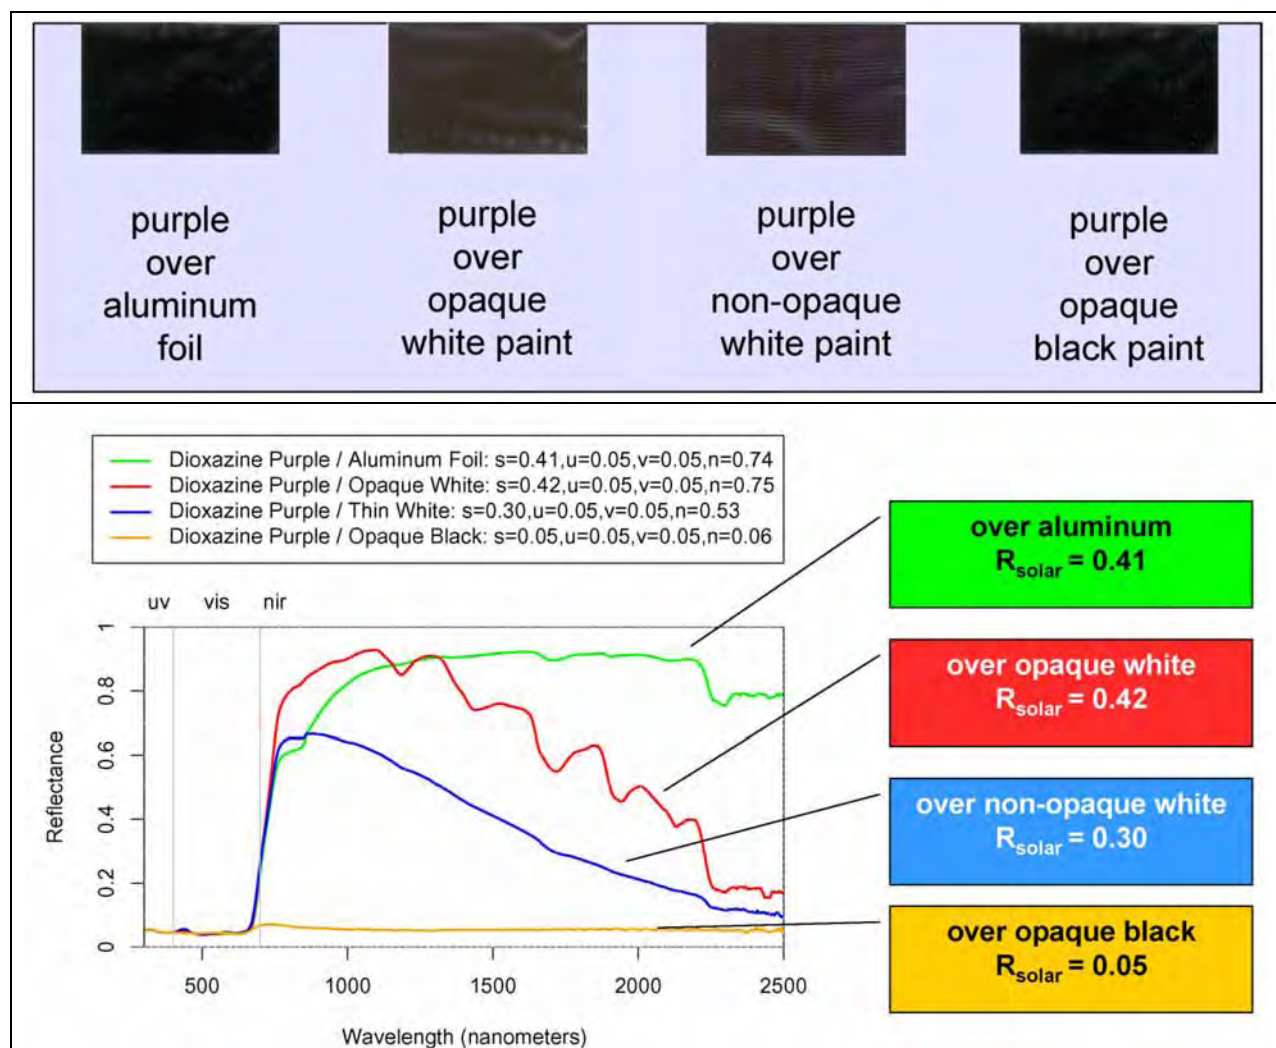 purple
over
aluminum
foil
purple
over
opaque
white paint
purple
over
non-opaque
white paint
purple
over
opaque
black paint
Dioxazine Purple / Aluminum Foil: s=0.41,u=0.05,v=0.05,n=0.74
Dioxazine Purple / Opaque White: s=0.42,u=0.05,v=0.05,n=0.75
Dioxazine Purple / Thin White: s=0.30,u=0.05,v=0.05,n=0.53
Dioxazine Purple / Opaque Black: s=0.05,u=0.05,v=0.05,n=0.06
over aluminum
Rsolar = 0.41
over opaque white
Rsolar = 0.42
over non-opaque white
Rsolar = 0.30
over opaque black
Rsolar = 0.05
uv vis nir
1
0.8
0.6
0.4
0.2
0
Reflectance
500 1000 1500 2000 2500
Wavelength (nanometers)